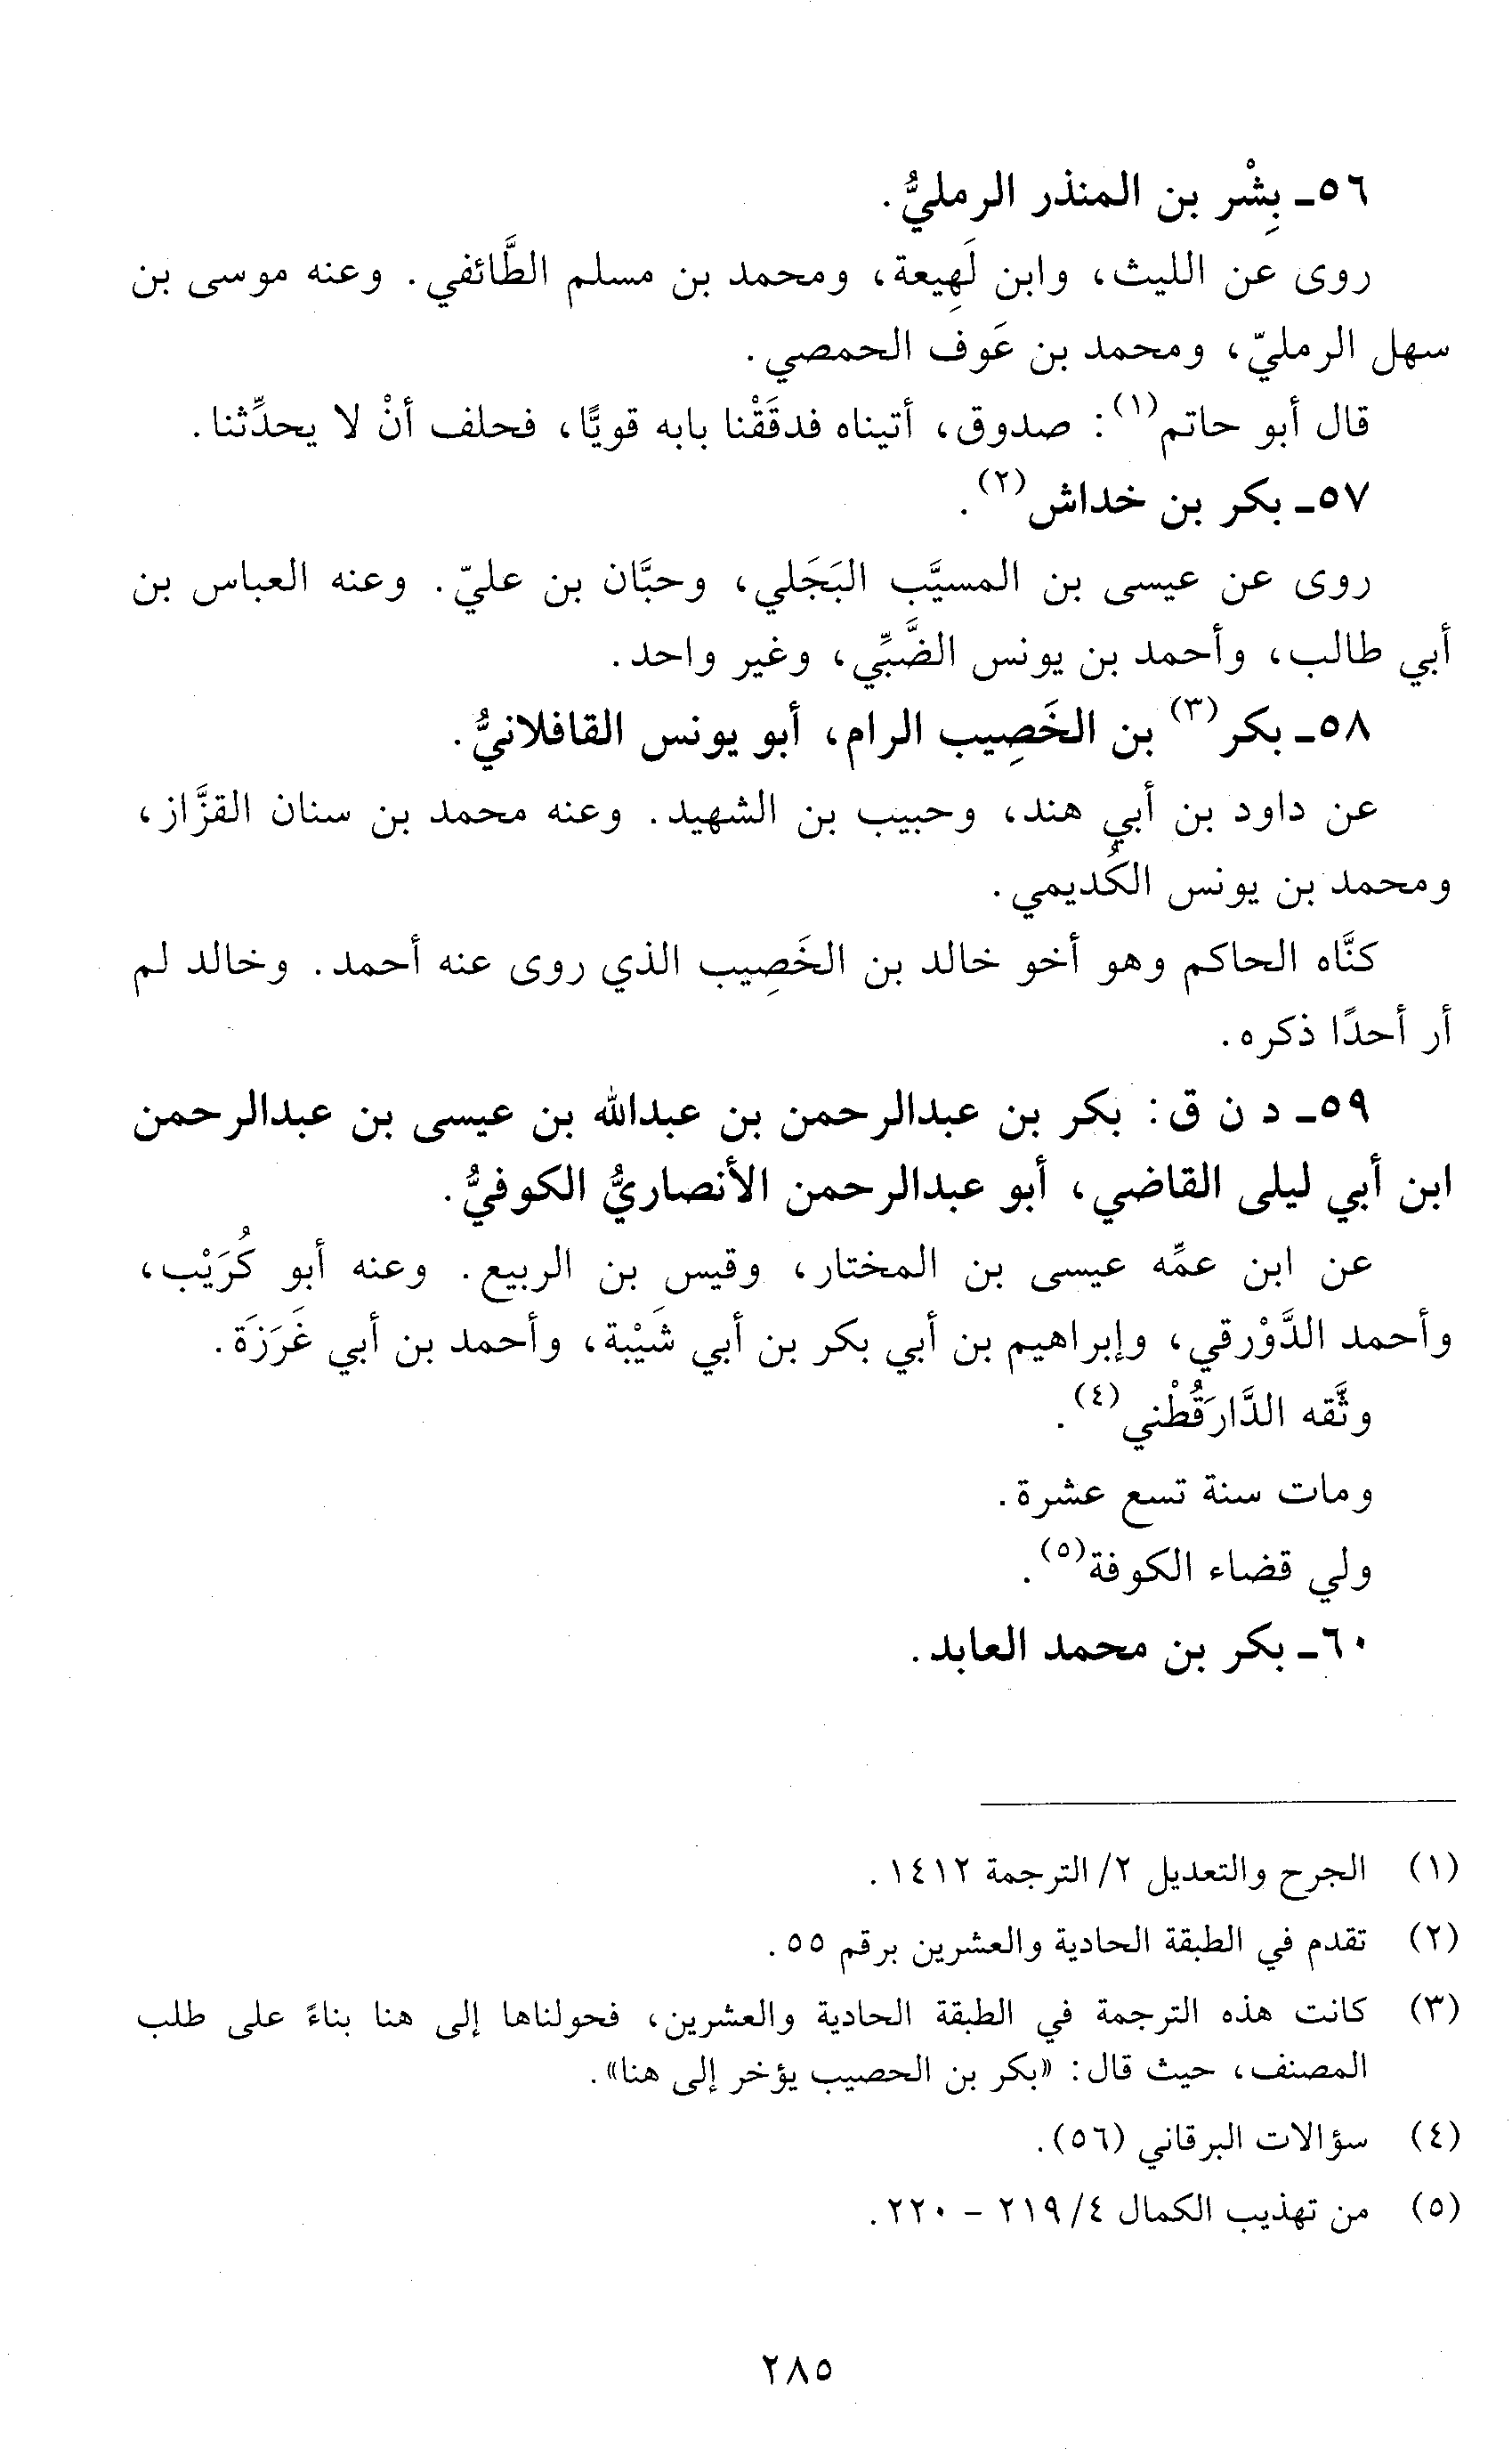 ٥٦ـ بِشْر بن المنذر الرمليُّ.
روى عن الليث، وابن لَهِيعة، ومحمد بن مسلم الطَّائفي. وعنه موسى بن
سهل الرمليّ، ومحمد بن عَوف الحمصي.
قال أبو حاتم(١): صدوق، أتيناه فدقَقْنا بابه قويًّا، فحلف أنْ لا يحدِّثنا.
٥٧ـ بكر بن خداش(٢).
روى عن عيسى بن المسيَّب البَجَلي، وحبَّان بن عليّ. وعنه العباس بن
أبي طالب، وأحمد بن يونس الضَّبِّي، وغير واحد.
٥٨ـ بكر(٣) بن الخَصِيب الرام، أبو يونس القافلانيُّ.
عن داود بن أبي هند، وحبيب بن الشهيد. وعنه محمد بن سنان القزَّاز،
ومحمد بن يونس الكُديمي.
كنَّاه الحاكم وهو أخو خالد بن الخَصِيب الذي روى عنه أحمد. وخالد لم
أر أحدًا ذكره.
٥٩ـ د ن ق: بكر بن عبدالرحمن بن عبدالله بن عيسى بن عبدالرحمن
ابن أبي ليلى القاضي، أبو عبدالرحمن الأنصاريُّ الكوفيُّ.
عن ابن عمِّه عيسى بن المختار، وقيس بن الربيع. وعنه أبو كُرَيْب،
وأحمد الدَّوْرقي، وإبراهيم بن أبي بكر بن أبي شَيْبة، وأحمد بن أبي غَرَزَة.
وثَّقه الدَّارَقُطْني(٤).
ومات سنة تسع عشرة.
ولي قضاء الكوفة(٥).
٦٠ـ بكر بن محمد العابد.
(١) الجرح والتعديل ٢/ الترجمة ١٤١٢.
(٢) تقدم في الطبقة الحادية والعشرين برقم ٥٥.
(٣) كانت هذه الترجمة في الطبقة الحادية والعشرين، فحولناها إلى هنا بناءً على طلب
المصنف، حيث قال: «بكر بن الحصيب يؤخر إلى هنا».
(٤) سؤالات البرقاني (٥٦).
(٥) من تهذيب الكمال ٤/ ٢١٩ - ٢٢٠.
٢٨٥